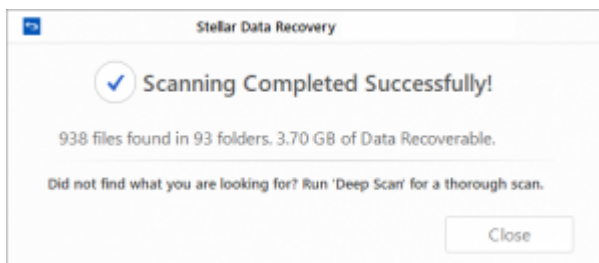 Stellar Data Recovery
Scanning Completed Successfully!
938 files found in 93 folders. 3.70 GB of Data Recoverable.
Did not find what you are looking for? Run 'Deep Scan' for a thorough scan.
Close